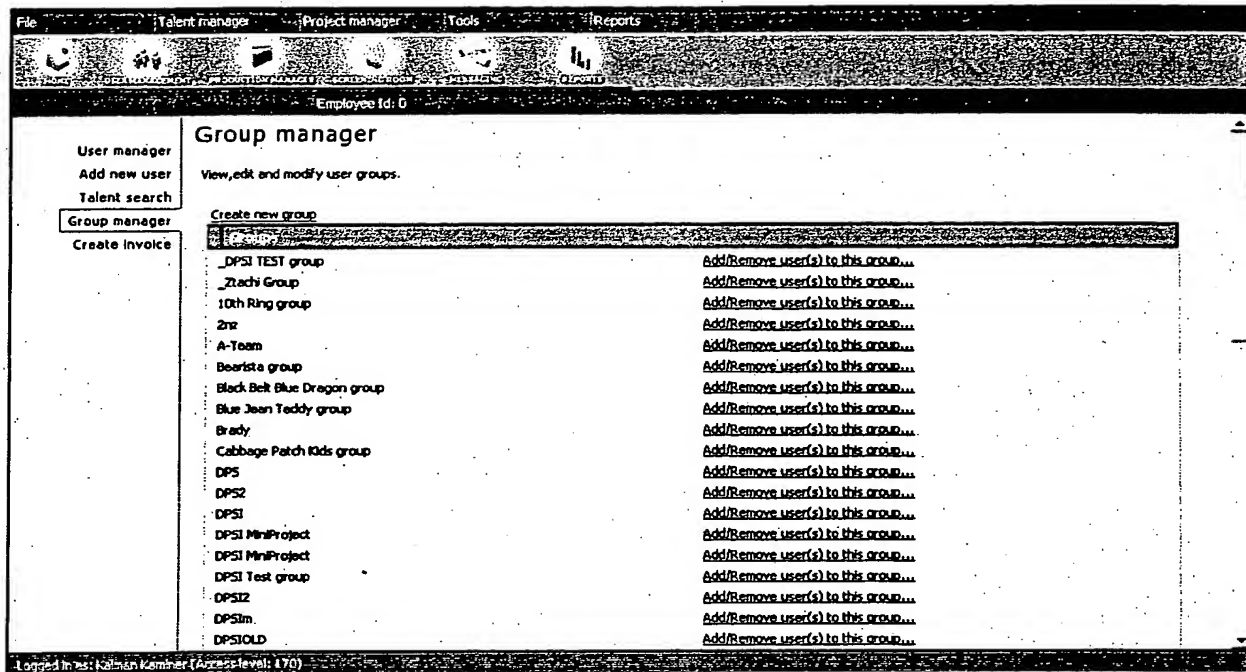 File Talent manager Project manager Tools Reports
Employee Id: 0
Group manager
User manager
Add new user
Talent search
Group manager
Create invoice
View,edit and modify user groups.
Create new group
Groups
_DPSI TEST group Add/Remove user(s) to this group...
_Ztachi Group Add/Remove user(s) to this group...
10th Ring group Add/Remove user(s) to this group...
2nz Add/Remove user(s) to this group...
A-Team Add/Remove user(s) to this group...
Bearista group Add/Remove user(s) to this group...
Black Belt Blue Dragon group Add/Remove user(s) to this group...
Blue Jean Teddy group Add/Remove user(s) to this group...
Brady Add/Remove user(s) to this group...
Cabbage Patch Kids group Add/Remove user(s) to this group...
DPS Add/Remove user(s) to this group...
DPS2 Add/Remove user(s) to this group...
DPSI Add/Remove user(s) to this group...
DPSI MiniProject Add/Remove user(s) to this group...
DPSI MiniProject Add/Remove user(s) to this group...
DPSI Test group Add/Remove user(s) to this group...
DPSI2 Add/Remove user(s) to this group...
DPSIm Add/Remove user(s) to this group...
DPSIOLD Add/Remove user(s) to this group...
Logged in as: Kalman Kaminer (Access level: 170)